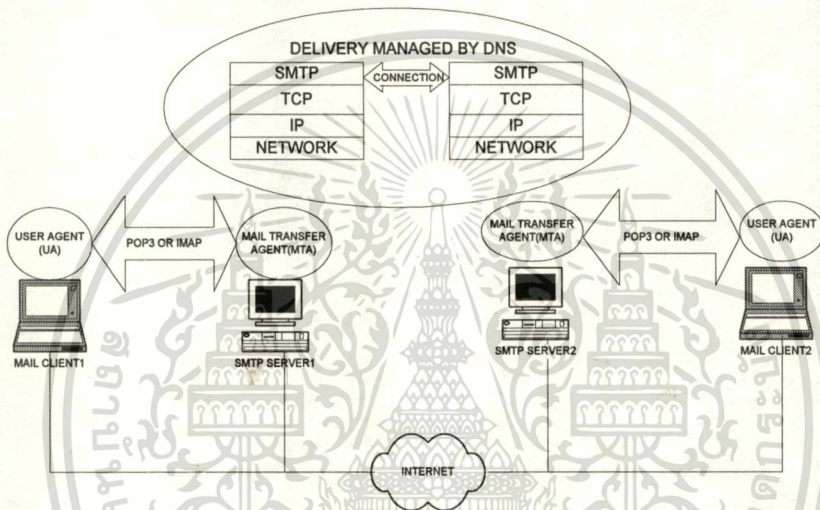 DELIVERY MANAGED BY DNS
SMTP
CONNECTION
SMTP
TCP
TCP
IP
IP
NETWORK
NETWORK
USER AGENT
(UA)
POP3 OR IMAP
MAIL TRANSFER
AGENT(MTA)
MAIL TRANSFER
AGENT(MTA)
POP3 OR IMAP
USER AGENT
(UA)
MAIL CLIENT1
SMTP SERVER1
SMTP SERVER2
MAIL CLIENT2
INTERNET